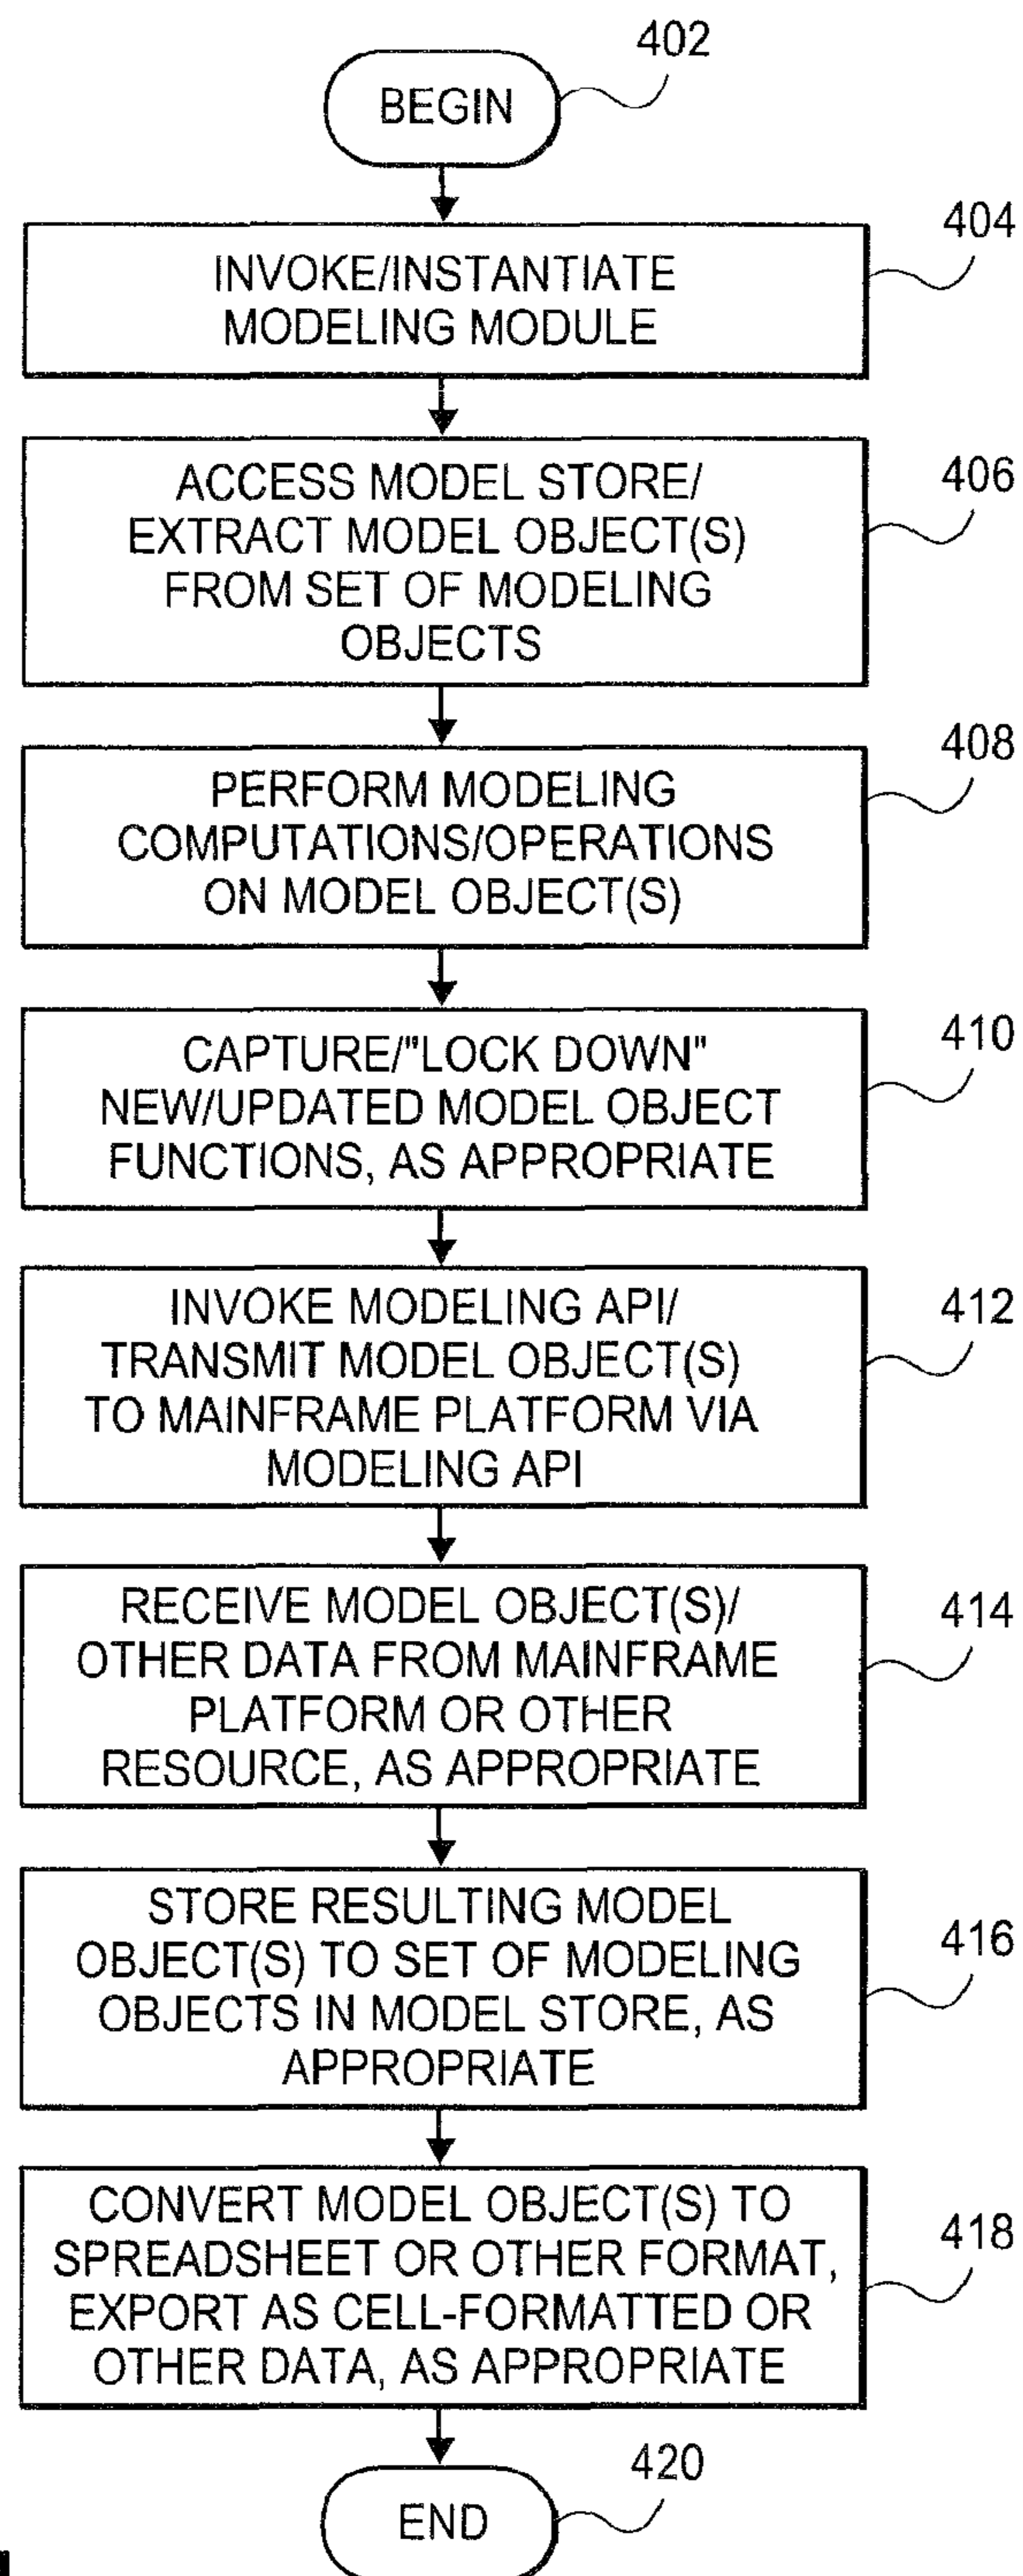 402
BEGIN
404
INVOKE/INSTANTIATE
MODELING MODULE
406
ACCESS MODEL STORE/
EXTRACT MODEL OBJECT(S)
FROM SET OF MODELING
OBJECTS
408
PERFORM MODELING
COMPUTATIONS/OPERATIONS
ON MODEL OBJECT(S)
410
CAPTURE/"LOCK DOWN"
NEW/UPDATED MODEL OBJECT
FUNCTIONS, AS APPROPRIATE
412
INVOKE MODELING API/
TRANSMIT MODEL OBJECT(S)
TO MAINFRAME PLATFORM VIA
MODELING API
414
RECEIVE MODEL OBJECT(S)/
OTHER DATA FROM MAINFRAME
PLATFORM OR OTHER
RESOURCE, AS APPROPRIATE
416
STORE RESULTING MODEL
OBJECT(S) TO SET OF MODELING
OBJECTS IN MODEL STORE, AS
APPROPRIATE
418
CONVERT MODEL OBJECT(S) TO
SPREADSHEET OR OTHER FORMAT,
EXPORT AS CELL-FORMATTED OR
OTHER DATA, AS APPROPRIATE
420
END